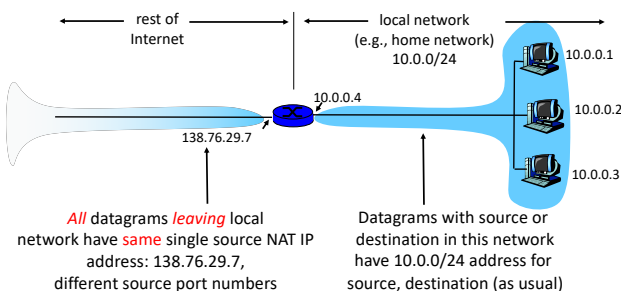 rest of
Internet
local network
(e.g., home network)
10.0.0/24
10.0.0.1
10.0.0.4
10.0.0.2
138.76.29.7
10.0.0.3
All datagrams leaving local
network have same single source NAT IP
address: 138.76.29.7,
different source port numbers
Datagrams with source or
destination in this network
have 10.0.0/24 address for
source, destination (as usual)